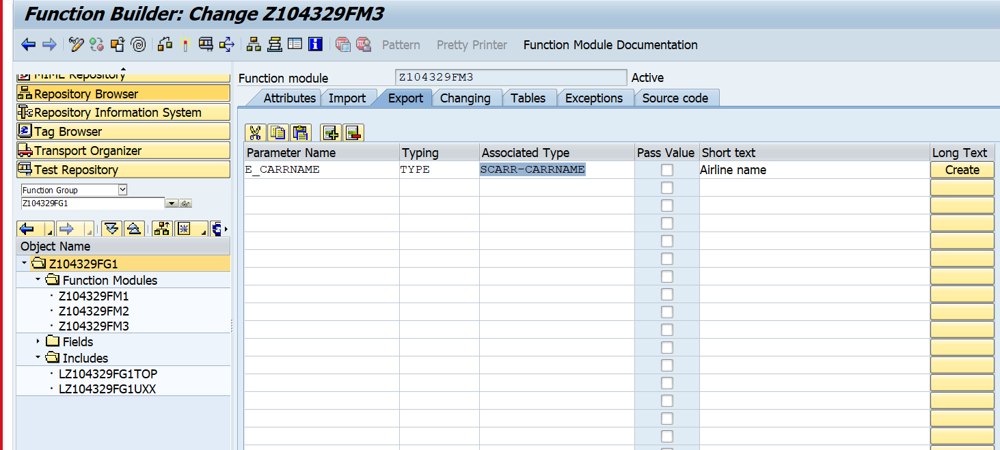 Function Builder: Change Z104329FM3
Pattern Pretty Printer Function Module Documentation
MIME Repository
Repository Browser
Repository Information System
Tag Browser
Transport Organizer
Test Repository
Function Group
Z104329FG1
Object Name
Z104329FG1
Function Modules
Z104329FM1
Z104329FM2
Z104329FM3
Fields
Includes
LZ104329FG1TOP
LZ104329FG1UXX
Function module Z104329FM3 Active
Attributes Import Export Changing Tables Exceptions Source code
Parameter Name Typing Associated Type Pass Value Short text Long Text
E_CARRNAME TYPE SCARR-CARRNAME Airline name Create